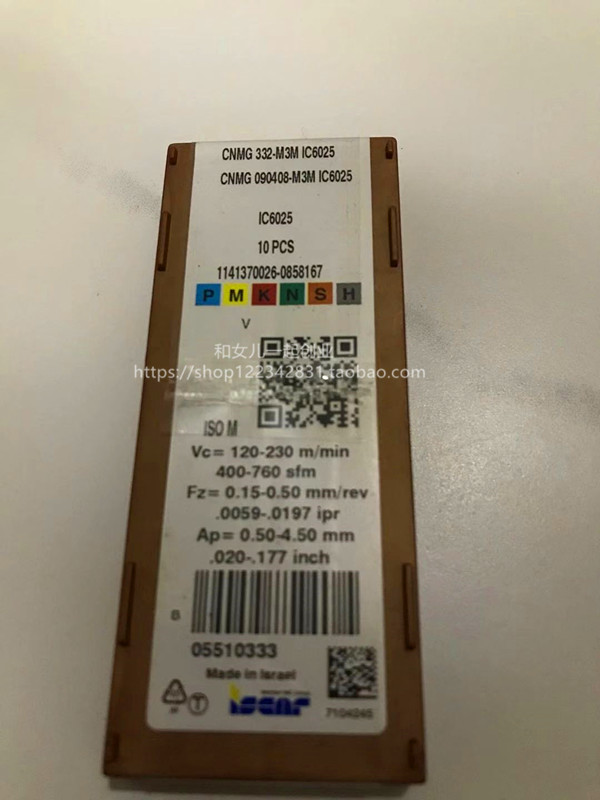 CNMG 332-M3M IC6025
CNMG 090408-M3M IC6025
IC6025
10 PCS
1141370026-0858167
P M K N S H
V
和女儿一起创业
https://shop122342831.taobao.com
ISO M
Vc= 120-230 m/min
400-760 sfm
Fz= 0.15-0.50 mm/rev
.0059-.0197 ipr
Ap= 0.50-4.50 mm
.020-.177 inch
B
05510333
Made in Israel
T
iscar
7104245